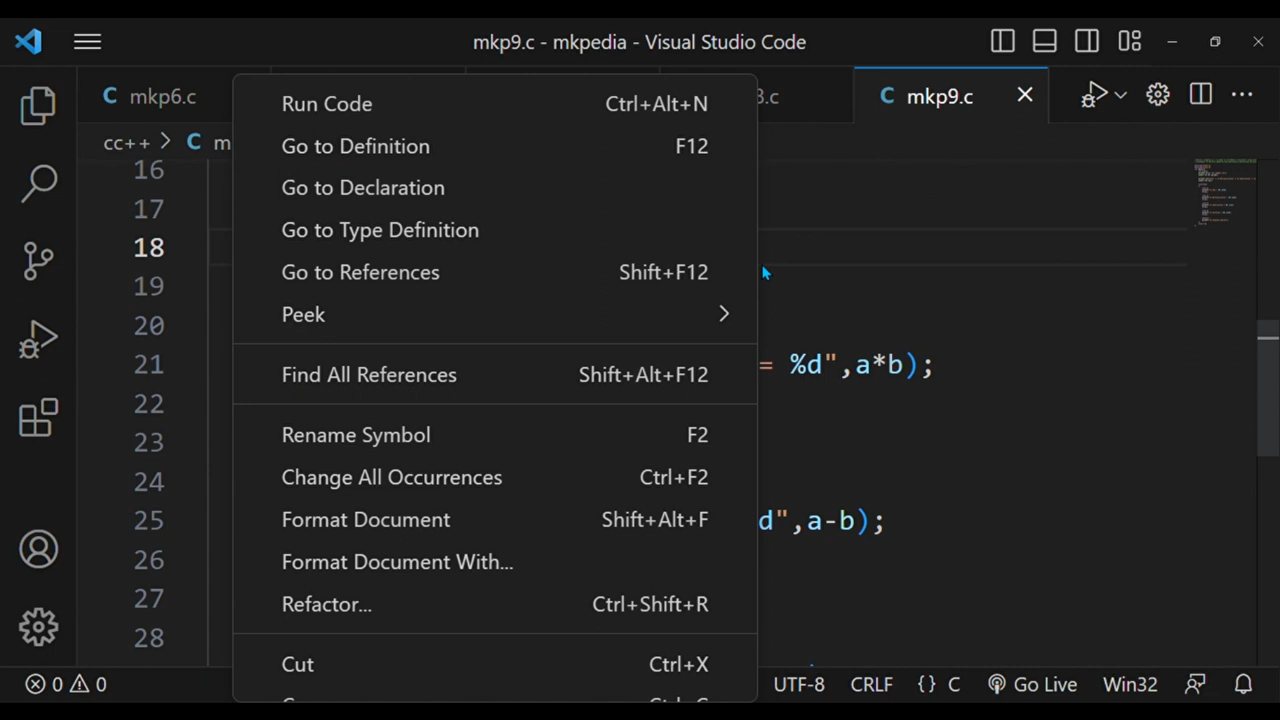 mkp9.c - mkpedia - Visual Studio Code
C mkp6.c
3.c
C mkp9.c
cc++ > C m
Run Code Ctrl+Alt+N
Go to Definition F12
Go to Declaration
Go to Type Definition
Go to References Shift+F12
Peek
Find All References Shift+Alt+F12
Rename Symbol F2
Change All Occurrences Ctrl+F2
Format Document Shift+Alt+F
Format Document With...
Refactor... Ctrl+Shift+R
Cut Ctrl+X
16
17
18
19
20
21 = %d",a*b);
22
23
24
25 d",a-b);
26
27
28
0 0 UTF-8 CRLF {} C Go Live Win32